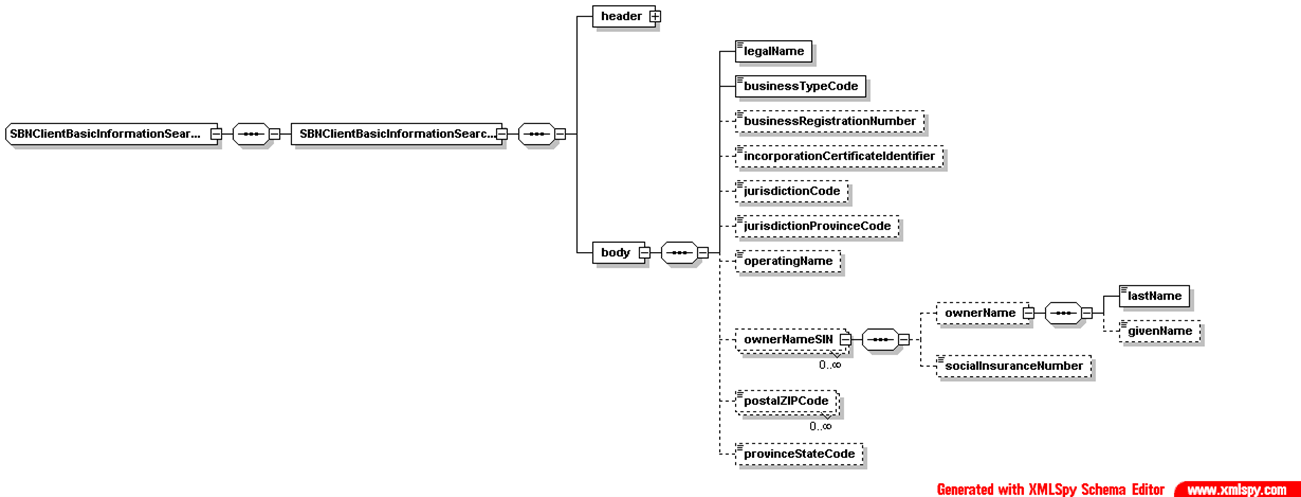 header
legalName
businessTypeCode
businessRegistrationNumber
SBNClientBasicInformationSear...
SBNClientBasicInformationSearc...
incorporationCertificateIdentifier
jurisdictionCode
jurisdictionProvinceCode
body
operatingName
ownerNameSIN
0..∞
ownerName
lastName
givenName
socialInsuranceNumber
postalZIPCode
0..∞
provinceStateCode
Generated with XMLSpy Schema Editor www.xmlspy.com